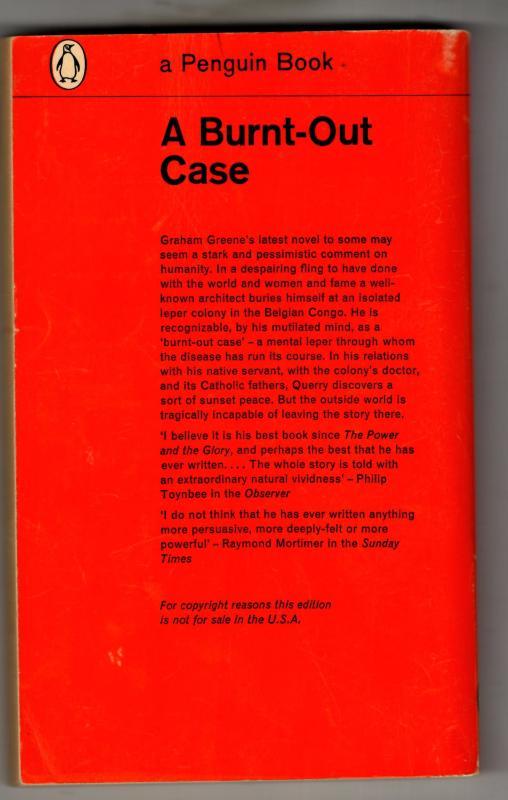 a Penguin Book
A Burnt-Out
Case
Graham Greene's latest novel to some may
seem a stark and pessimistic comment on
humanity. In a despairing fling to have done
with the world and women and fame a well-
known architect buries himself at an isolated
leper colony in the Belgian Congo. He is
recognizable, by his mutilated mind, as a
'burnt-out case' – a mental leper through whom
the disease has run its course. In his relations
with his native servant, with the colony's doctor,
and its Catholic fathers, Querry discovers a
sort of sunset peace. But the outside world is
tragically incapable of leaving the story there.
'I believe it is his best book since The Power
and the Glory, and perhaps the best that he has
ever written. . . . The whole story is told with
an extraordinary natural vividness' – Philip
Toynbee in the Observer
'I do not think that he has ever written anything
more persuasive, more deeply-felt or more
powerful' – Raymond Mortimer in the Sunday
Times
For copyright reasons this edition
is not for sale in the U.S.A.